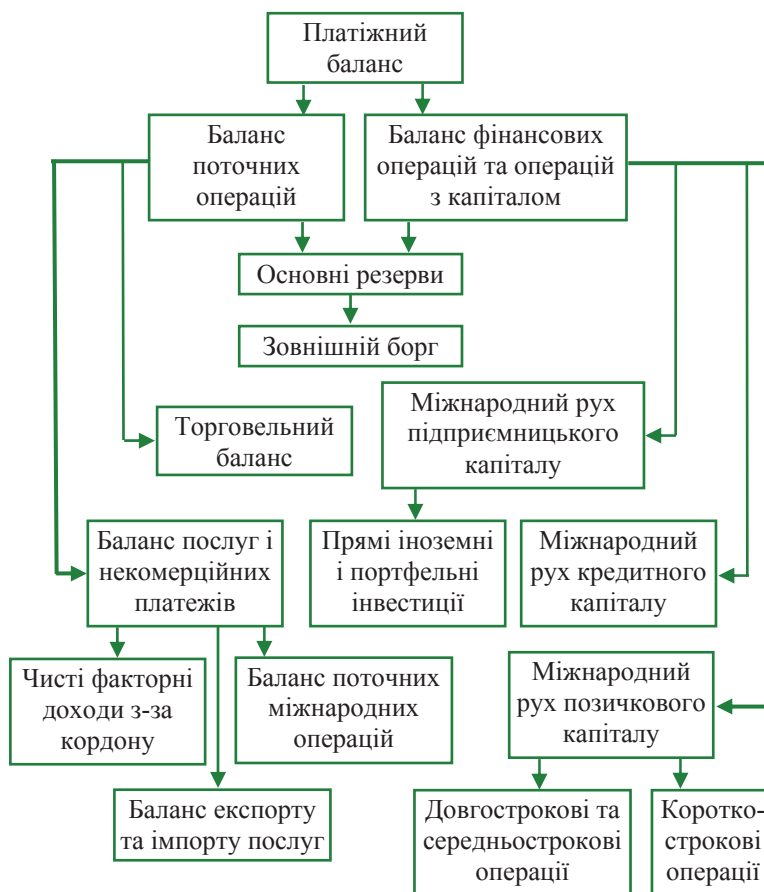 Платіжний
баланс
Баланс
поточних
операцій
Баланс фінансових
операцій та операцій
з капіталом
Основні резерви
Зовнішній борг
Торговельний
баланс
Міжнародний рух
підприємницького
капіталу
Баланс послуг і
некомерційних
платежів
Прямі іноземні
і портфельні
інвестиції
Міжнародний
рух кредитного
капіталу
Чисті факторні
доходи з-за
кордону
Баланс поточних
міжнародних
операцій
Міжнародний
рух позичкового
капіталу
Баланс експорту
та імпорту послуг
Довгострокові та
середньострокові
операції
Коротко-
строкові
операції